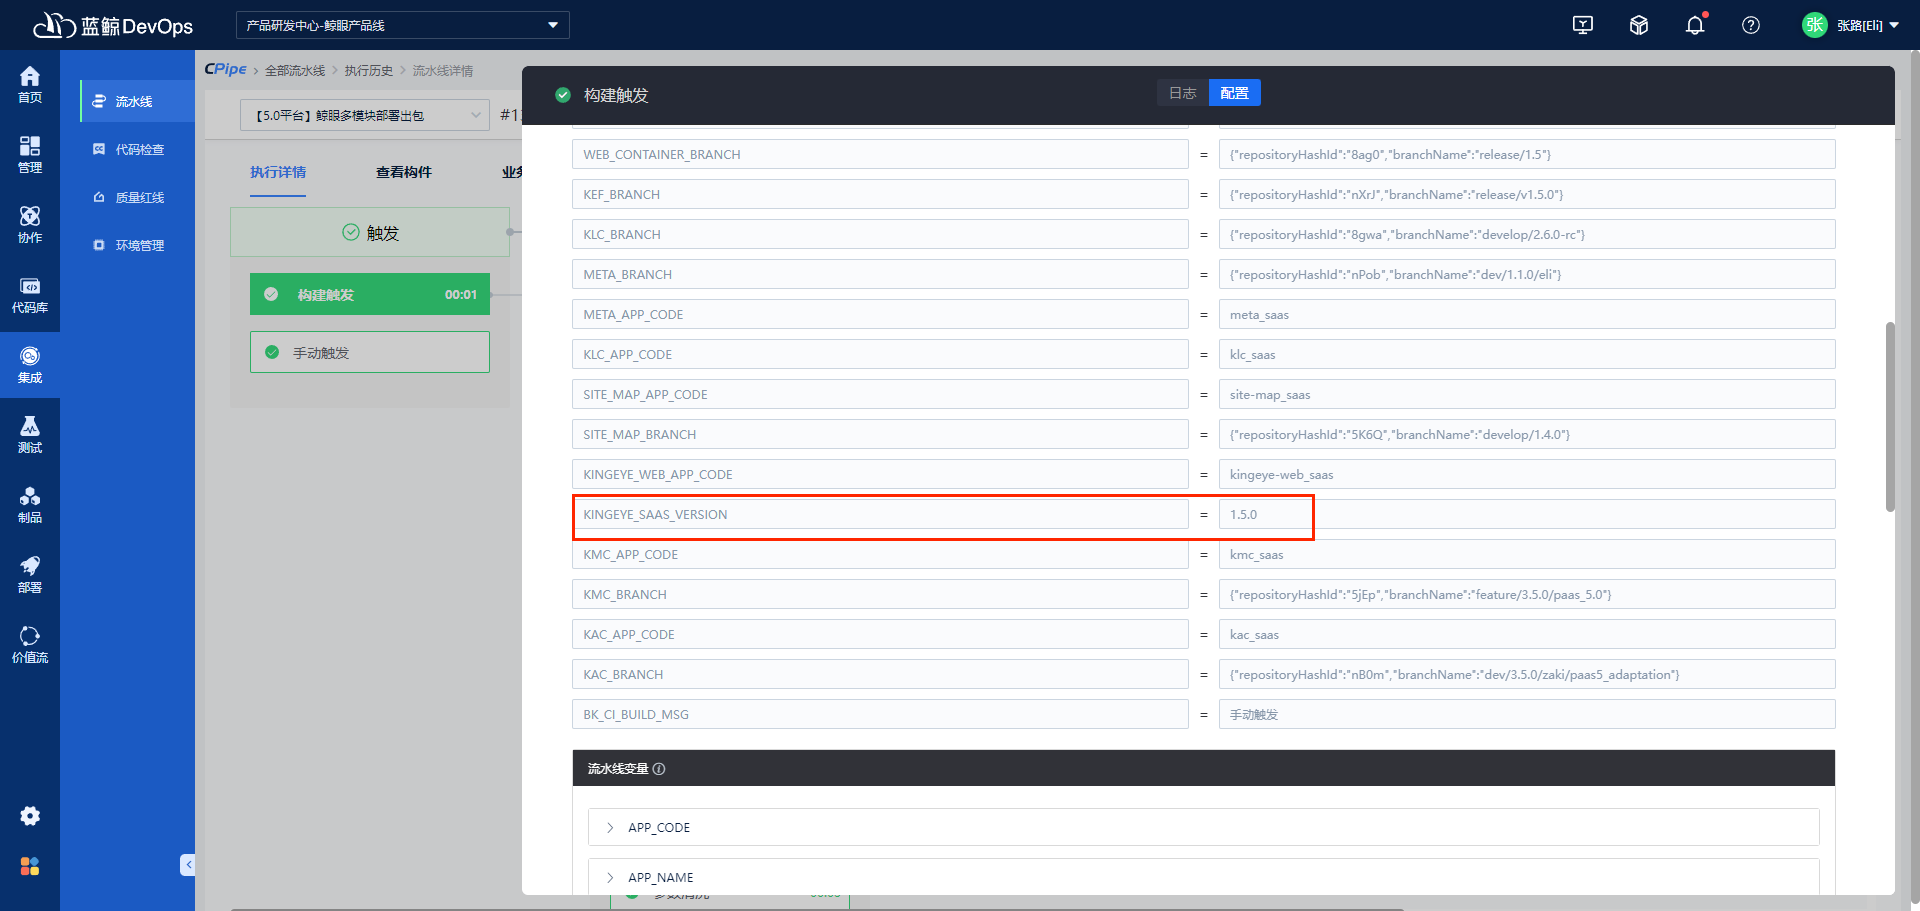 蓝鲸DevOps
产品研发中心-鲸眼产品线
张
张路[Eli]
首页
管理
协作
代码库
集成
测试
制品
部署
价值流
流水线
代码检查
质量红线
环境管理
CPipe
全部流水线
执行历史
流水线详情
【5.0平台】鲸眼多模块部署出包
执行详情
查看构件
触发
构建触发
00:01
手动触发
构建触发
日志
配置
WEB_CONTAINER_BRANCH = {"repositoryHashId":"8ag0","branchName":"release/1.5"}
KEF_BRANCH = {"repositoryHashId":"nXrJ","branchName":"release/v1.5.0"}
KLC_BRANCH = {"repositoryHashId":"8gwa","branchName":"develop/2.6.0-rc"}
META_BRANCH = {"repositoryHashId":"nPob","branchName":"dev/1.1.0/eli"}
META_APP_CODE = meta_saas
KLC_APP_CODE = klc_saas
SITE_MAP_APP_CODE = site-map_saas
SITE_MAP_BRANCH = {"repositoryHashId":"5K6Q","branchName":"develop/1.4.0"}
KINGEYE_WEB_APP_CODE = kingeye-web_saas
KINGEYE_SAAS_VERSION = 1.5.0
KMC_APP_CODE = kmc_saas
KMC_BRANCH = {"repositoryHashId":"5jEp","branchName":"feature/3.5.0/paas_5.0"}
KAC_APP_CODE = kac_saas
KAC_BRANCH = {"repositoryHashId":"nB0m","branchName":"dev/3.5.0/zaki/paas5_adaptation"}
BK_CI_BUILD_MSG = 手动触发
流水线变量
APP_CODE
APP_NAME